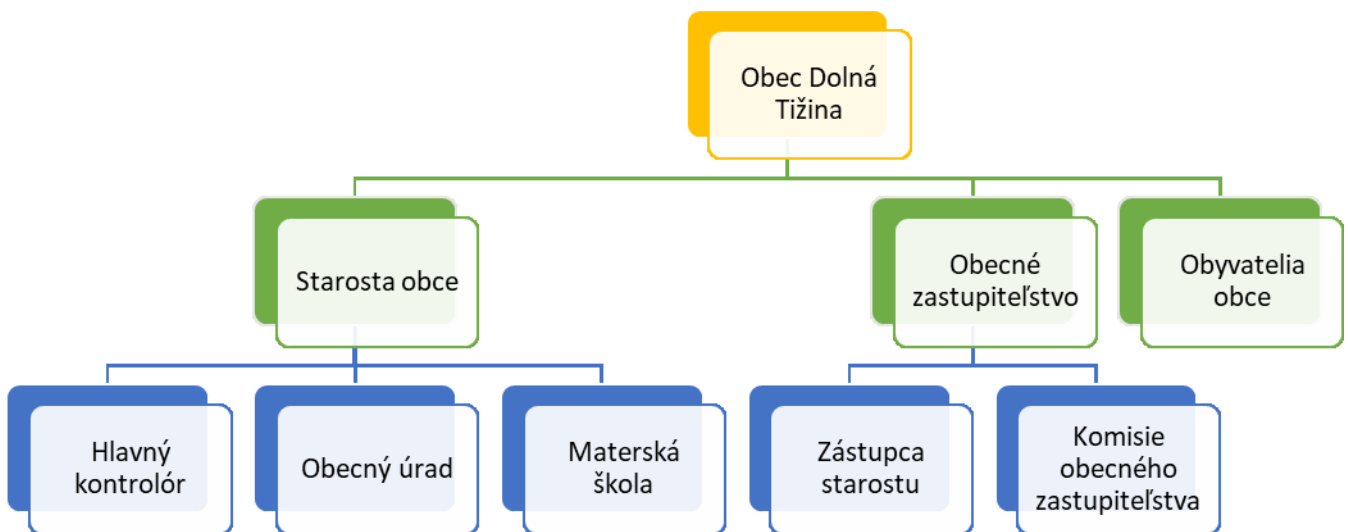 Obec Dolná
Tižina
Starosta obce
Obecné
zastupiteľstvo
Obyvatelia
obce
Hlavný
kontrolór
Obecný úrad
Materská
škola
Zástupca
starostu
Komisie
obecného
zastupiteľstva